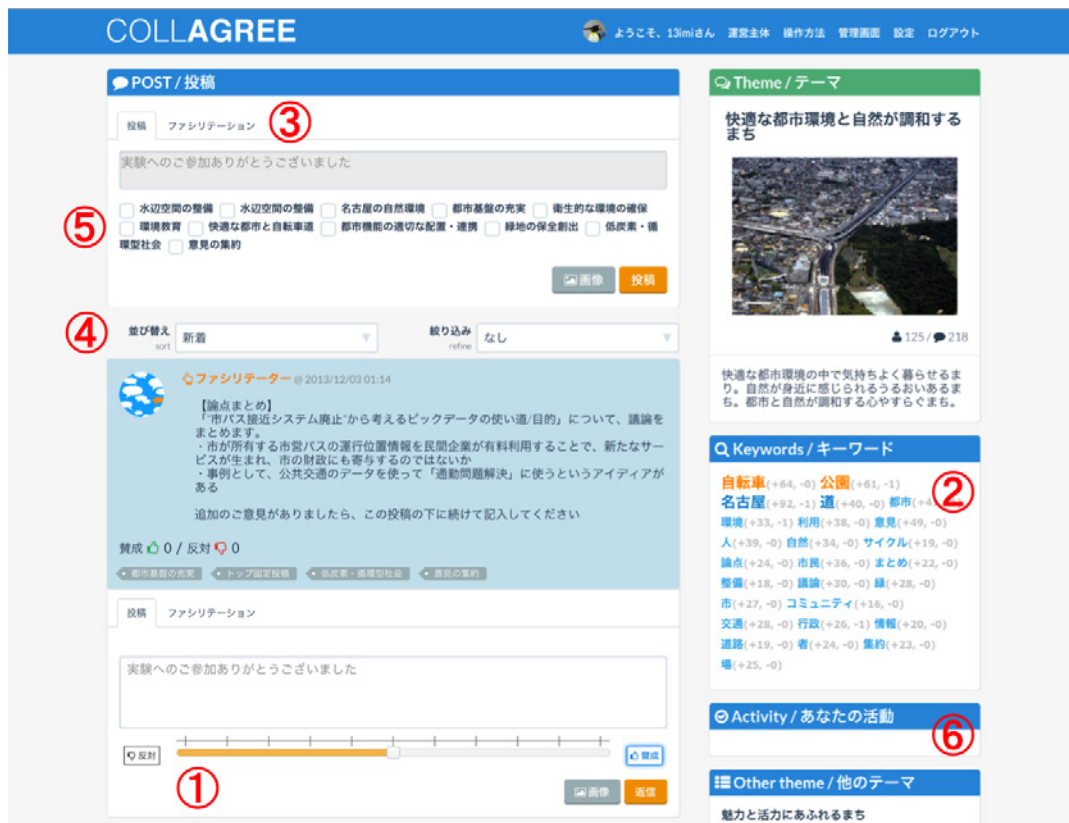 COLLAGREE
ようこそ、13imiさん 運営主体 操作方法 管理画面 設定 ログアウト
POST / 投稿
投稿 ファシリテーション ③
実験へのご参加ありがとうございました
⑤
水辺空間の整備 水辺空間の整備 名古屋の自然環境 都市基盤の充実 衛生的な環境の確保
環境教育 快適な都市と自転車道 都市機能の適切な配置・連携 緑地の保全創出 低炭素・循
環型社会 意見の集約
画像 投稿
④
並び替え 新着 絞り込み なし
sort refine
ファシリテーター @ 2013/12/03 01:14
【論点まとめ】
「"市バス接近システム廃止"から考えるビックデータの使い道/目的」について、議論を
まとめます。
・市が所有する市営バスの運行位置情報を民間企業が有料利用することで、新たなサー
ビスが生まれ、市の財政にも寄与するのではないか
・事例として、公共交通のデータを使って「通勤問題解決」に使うというアイディアが
ある
追加のご意見がありましたら、この投稿の下に続けて記入してください
賛成 0 / 反対 0
都市基盤の充実 トップ固定投稿 低炭素・循環型社会 意見の集約
投稿 ファシリテーション
実験へのご参加ありがとうございました
反対 賛成
①
画像 返信
Theme / テーマ
快適な都市環境と自然が調和する
まち
125 / 218
快適な都市環境の中で気持ちよく暮らせるま
り。自然が身近に感じられるうるおいあるま
ち。都市と自然が調和する心やすらぐまち。
Keywords / キーワード
②
自転車(+64, -0) 公園(+61, -1)
名古屋(+92, -1) 道(+40, -0) 都市
環境(+33, -1) 利用(+38, -0) 意見(+49, -0)
人(+39, -0) 自然(+34, -0) サイクル(+19, -0)
論点(+24, -0) 市民(+36, -0) まとめ(+22, -0)
整備(+18, -0) 議論(+30, -0) 緑(+28, -0)
市(+27, -0) コミュニティ(+16, -0)
交通(+28, -0) 行政(+26, -1) 情報(+20, -0)
道路(+19, -0) 者(+24, -0) 集約(+23, -0)
場(+25, -0)
Activity / あなたの活動
⑥
Other theme / 他のテーマ
魅力と活力にあふれるまち